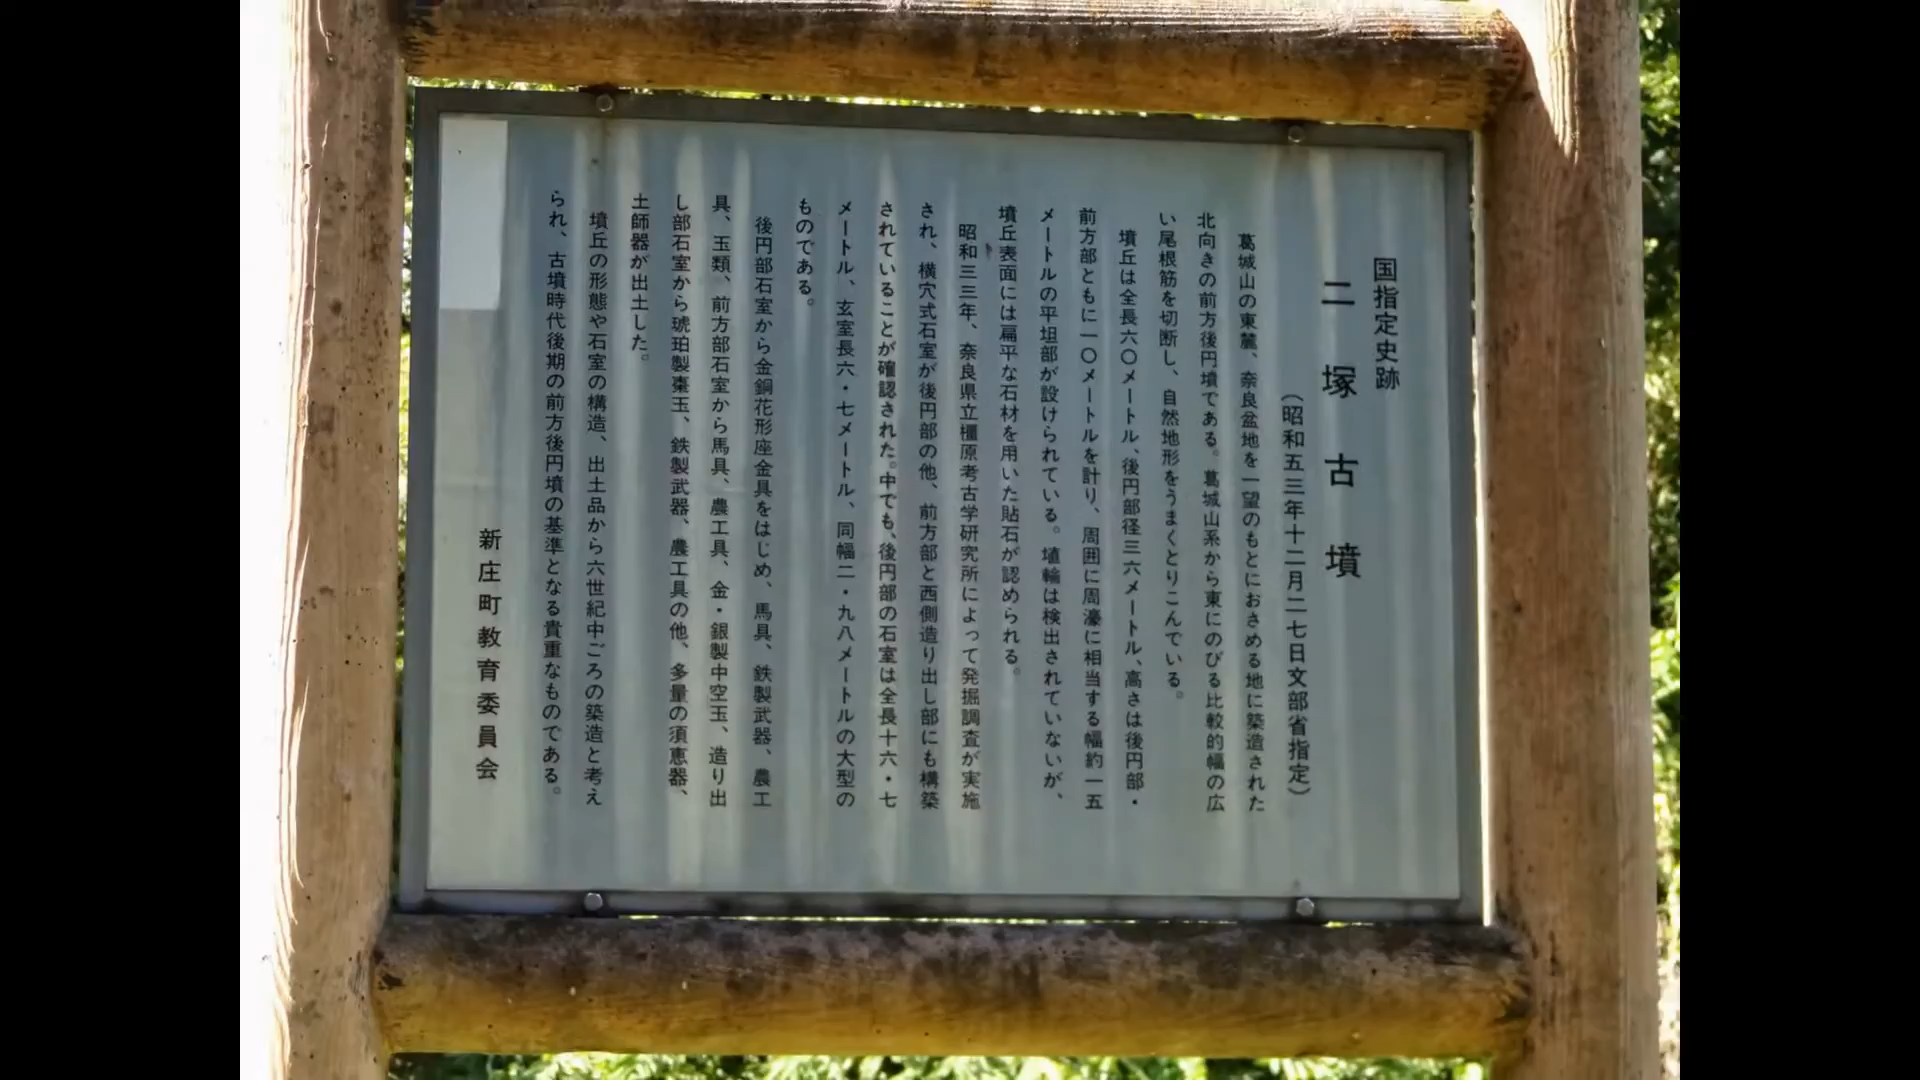 国指定史跡
二塚古墳
(昭和五三年十二月二七日文部省指定)
葛城山の東麓、奈良盆地を一望のもとにおさめる地に築造された
北向きの前方後円墳である。葛城山系から東にのびる比較的幅の広
い尾根筋を切断し、自然地形をうまくとりこんでいる。
墳丘は全長六〇メートル、後円部径三六メートル、高さは後円部・
前方部ともに一〇メートルを計り、周囲に周濠に相当する幅約一五
メートルの平坦部が設けられている。埴輪は検出されていないが、
墳丘表面には扁平な石材を用いた貼石が認められる。
昭和三三年、奈良県立橿原考古学研究所によって発掘調査が実施
され、横穴式石室が後円部の他、前方部と西側造り出し部にも構築
されていることが確認された。中でも、後円部の石室は全長十六・七
メートル、玄室長六・七メートル、同幅二・九八メートルの大型の
ものである。
後円部石室から金銅花形座金具をはじめ、馬具、鉄製武器、農工
具、玉類、前方部石室から馬具、農工具、金・銀製中空玉、造り出
し部石室から琥珀製棗玉、鉄製武器、農工具の他、多量の須恵器、
土師器が出土した。
墳丘の形態や石室の構造、出土品から六世紀中ごろの築造と考え
られ、古墳時代後期の前方後円墳の基準となる貴重なものである。
新庄町教育委員会